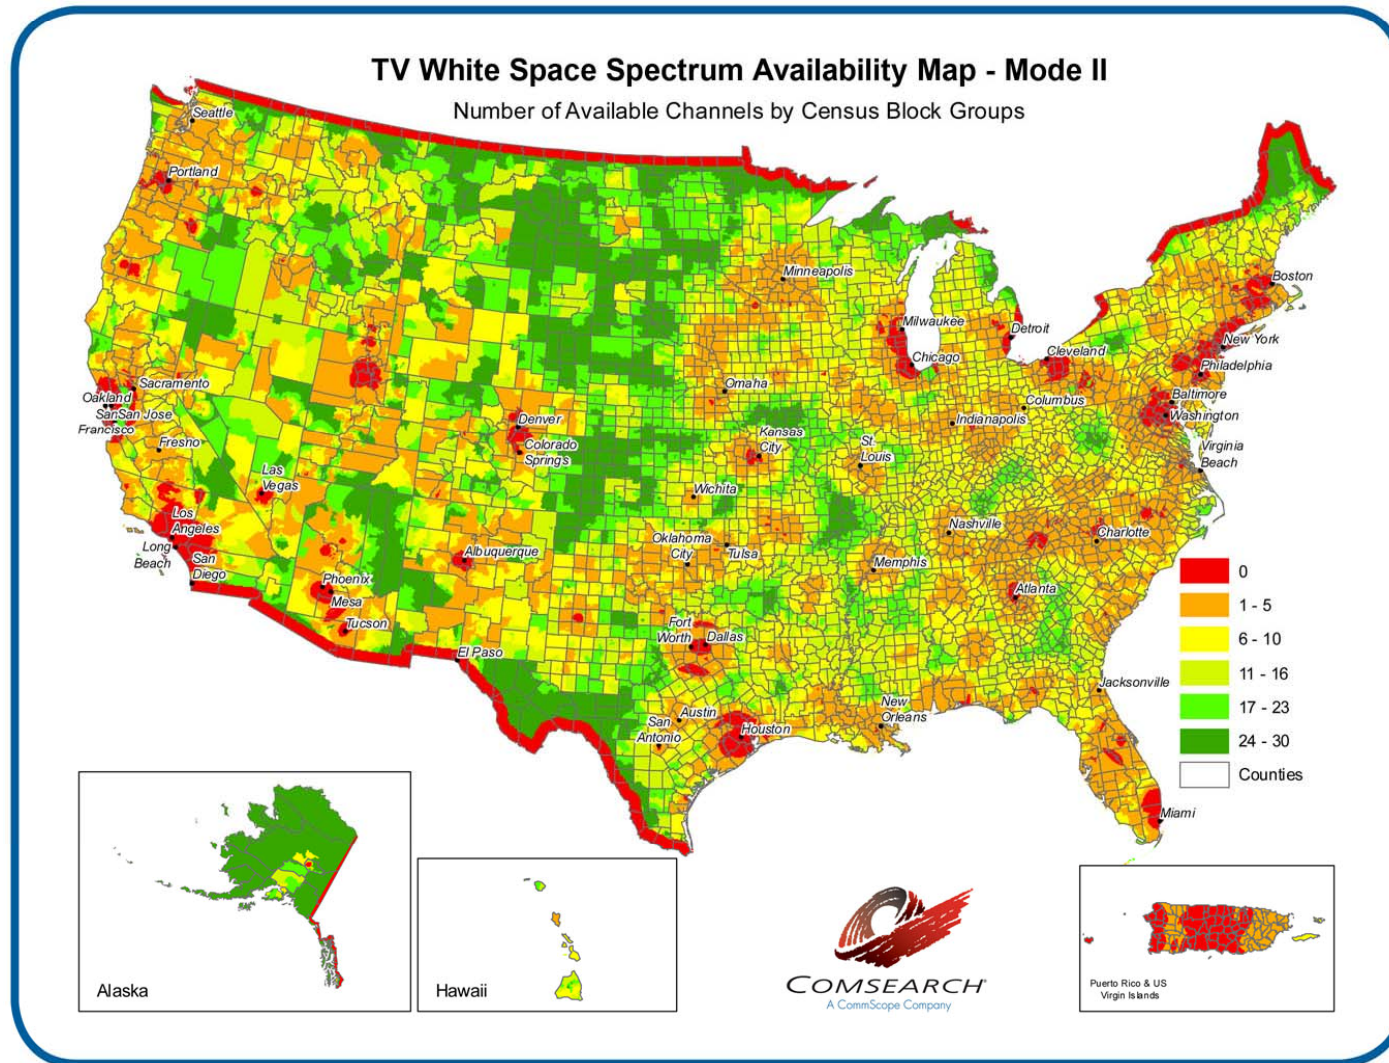 TV White Space Spectrum Availability Map - Mode II
Number of Available Channels by Census Block Groups
Seattle
Portland
Minneapolis
Boston
Milwaukee
Detroit
New York
Chicago
Cleveland
Philadelphia
Sacramento
Omaha
Columbus
Baltimore
Oakland
San
Francisco
San Jose
Denver
Indianapolis
Washington
Fresno
Colorado
Springs
Kansas
City
St.
Louis
Virginia
Beach
Las
Vegas
Wichita
Los
Angeles
Oklahoma
City
Tulsa
Nashville
Charlotte
Long
Beach
San
Diego
Albuquerque
Memphis
Phoenix
Mesa
Atlanta
Tucson
Fort
Worth
Dallas
El Paso
Jacksonville
Austin
San
Antonio
Houston
New
Orleans
Miami
0
1 - 5
6 - 10
11 - 16
17 - 23
24 - 30
Counties
Alaska
Hawaii
COMSEARCH®
A CommScope Company
Puerto Rico & US
Virgin Islands